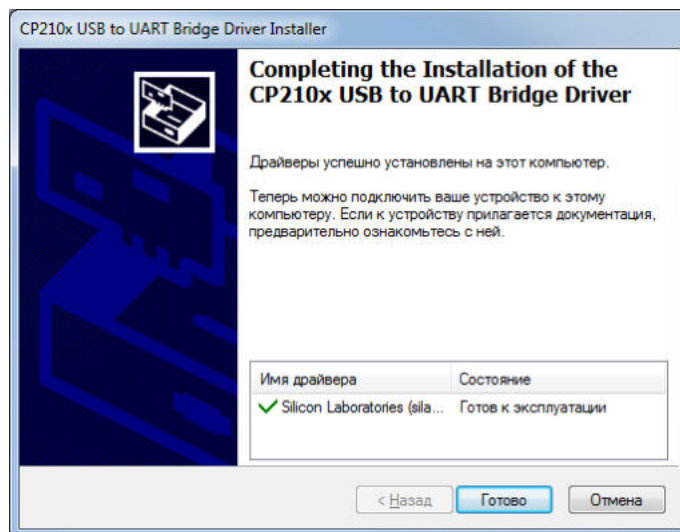 CP210x USB to UART Bridge Driver Installer
Completing the Installation of the
CP210x USB to UART Bridge Driver
Драйверы успешно установлены на этот компьютер.
Теперь можно подключить ваше устройство к этому
компьютеру. Если к устройству прилагается документация,
предварительно ознакомьтесь с ней.
Имя драйвера Состояние
Silicon Laboratories (sila... Готов к эксплуатации
< Назад Готово Отмена